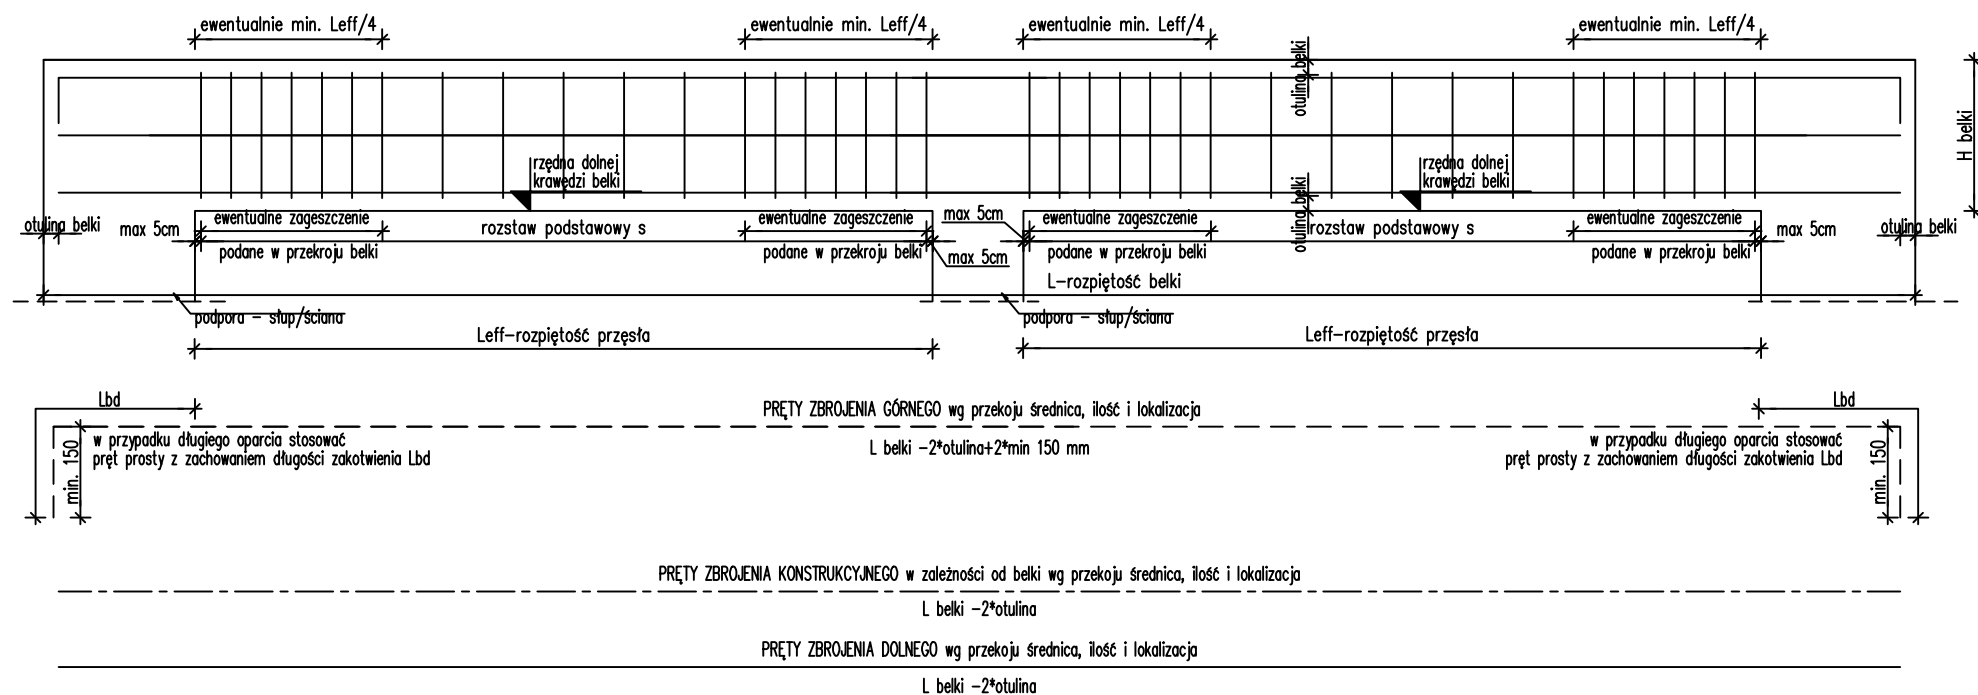 ewentualnie min. Leff/4
ewentualnie min. Leff/4
ewentualnie min. Leff/4
ewentualnie min. Leff/4
otulina belki
H belki
rzędna dolnej
krawędzi belki
rzędna dolnej
krawędzi belki
otulina belki
otulina belki
max 5cm
ewentualne zagęszczenie
podane w przekroju belki
rozstaw podstawowy s
ewentualne zagęszczenie
podane w przekroju belki
max 5cm
max 5cm
ewentualne zagęszczenie
podane w przekroju belki
rozstaw podstawowy s
ewentualne zagęszczenie
podane w przekroju belki
max 5cm
otulina belki
L-rozpiętość belki
podpora - słup/ściana
podpora - słup/ściana
Leff-rozpiętość przęsła
Leff-rozpiętość przęsła
Lbd
PRĘTY ZBROJENIA GÓRNEGO wg przekoju średnica, ilość i lokalizacja
Lbd
min. 150
w przypadku długiego oparcia stosować
pręt prosty z zachowaniem długości zakotwienia Lbd
L belki -2*otulina+2*min 150 mm
w przypadku długiego oparcia stosować
pręt prosty z zachowaniem długości zakotwienia Lbd
min. 150
PRĘTY ZBROJENIA KONSTRUKCYJNEGO w zależności od belki wg przekoju średnica, ilość i lokalizacja
L belki -2*otulina
PRĘTY ZBROJENIA DOLNEGO wg przekoju średnica, ilość i lokalizacja
L belki -2*otulina